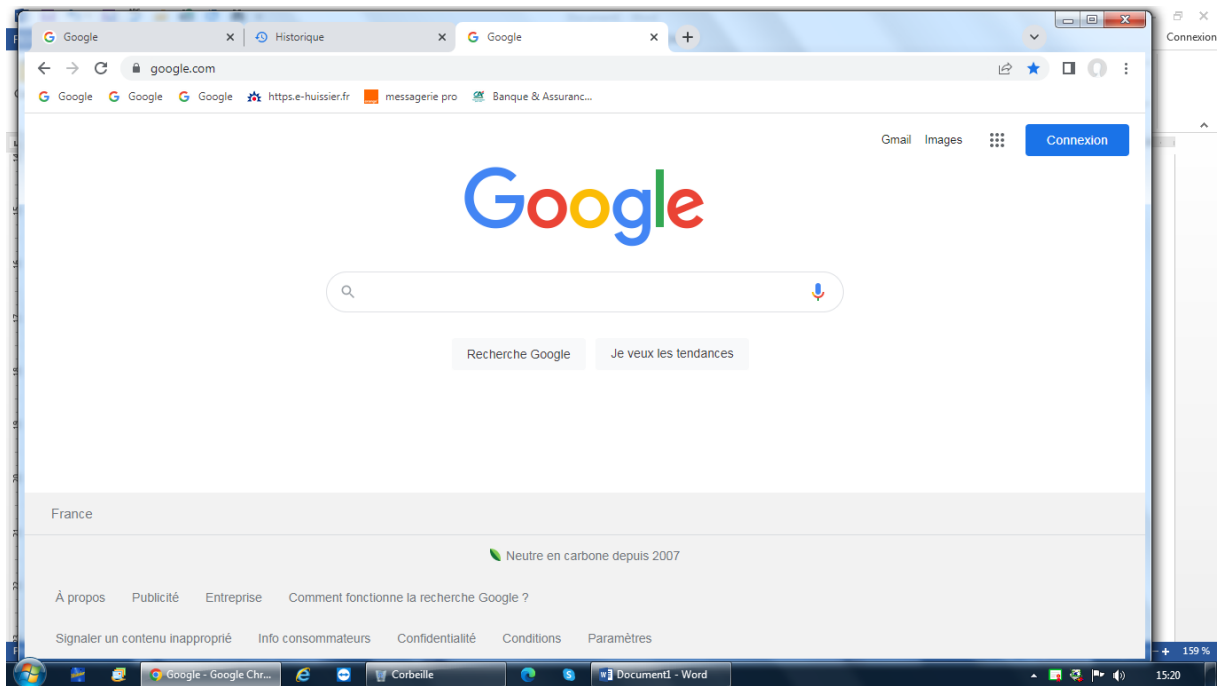 Google
Historique
Google
Connexion
google.com
Google
Google
Google
https.e-huissier.fr
messagerie pro
Banque & Assuranc...
Gmail
Images
Connexion
Google
Recherche Google
Je veux les tendances
France
Neutre en carbone depuis 2007
À propos
Publicité
Entreprise
Comment fonctionne la recherche Google ?
Signaler un contenu inapproprié
Info consommateurs
Confidentialité
Conditions
Paramètres
159 %
Google - Google Chr...
Corbeille
Document1 - Word
15:20